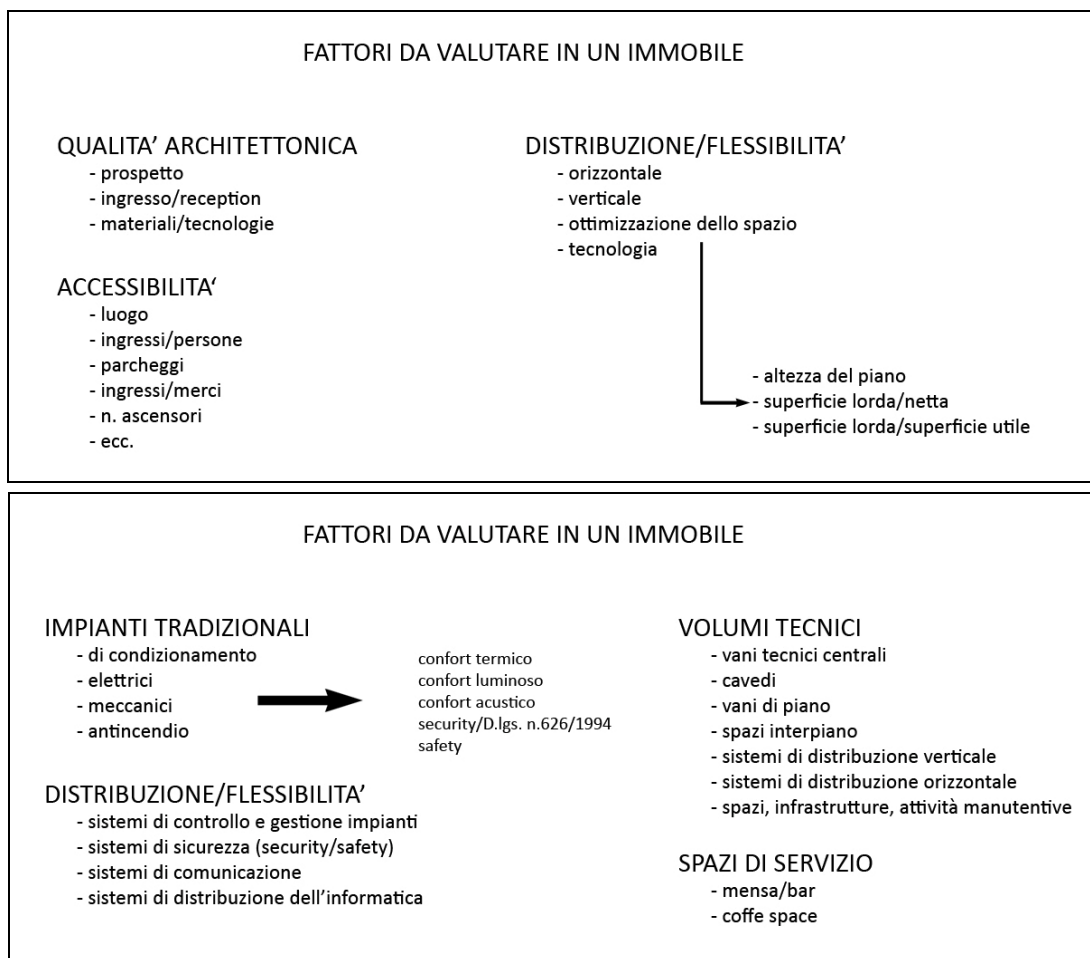 FATTORI DA VALUTARE IN UN IMMOBILE
QUALITA’ ARCHITETTONICA
- prospetto
- ingresso/reception
- materiali/tecnologie
ACCESSIBILITA‘
- luogo
- ingressi/persone
- parcheggi
- ingressi/merci
- n. ascensori
- ecc.
DISTRIBUZIONE/FLESSIBILITA’
- orizzontale
- verticale
- ottimizzazione dello spazio
- tecnologia
- altezza del piano
- superficie lorda/netta
- superficie lorda/superficie utile
FATTORI DA VALUTARE IN UN IMMOBILE
IMPIANTI TRADIZIONALI
- di condizionamento
- elettrici
- meccanici
- antincendio
confort termico
confort luminoso
confort acustico
security/D.lgs. n.626/1994
safety
DISTRIBUZIONE/FLESSIBILITA’
- sistemi di controllo e gestione impianti
- sistemi di sicurezza (security/safety)
- sistemi di comunicazione
- sistemi di distribuzione dell’informatica
VOLUMI TECNICI
- vani tecnici centrali
- cavedi
- vani di piano
- spazi interpiano
- sistemi di distribuzione verticale
- sistemi di distribuzione orizzontale
- spazi, infrastrutture, attività manutentive
SPAZI DI SERVIZIO
- mensa/bar
- coffe space